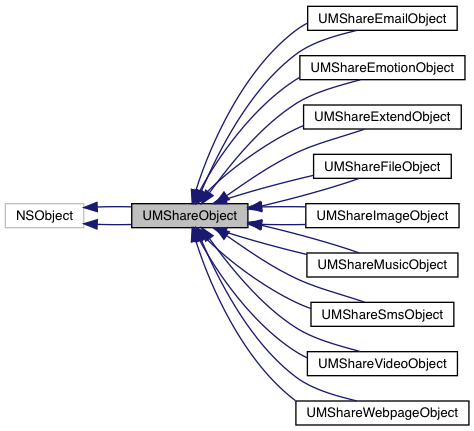 UMShareEmailObject
UMShareEmotionObject
UMShareExtendObject
UMShareFileObject
NSObject
UMShareObject
UMShareImageObject
UMShareMusicObject
UMShareSmsObject
UMShareVideoObject
UMShareWebpageObject